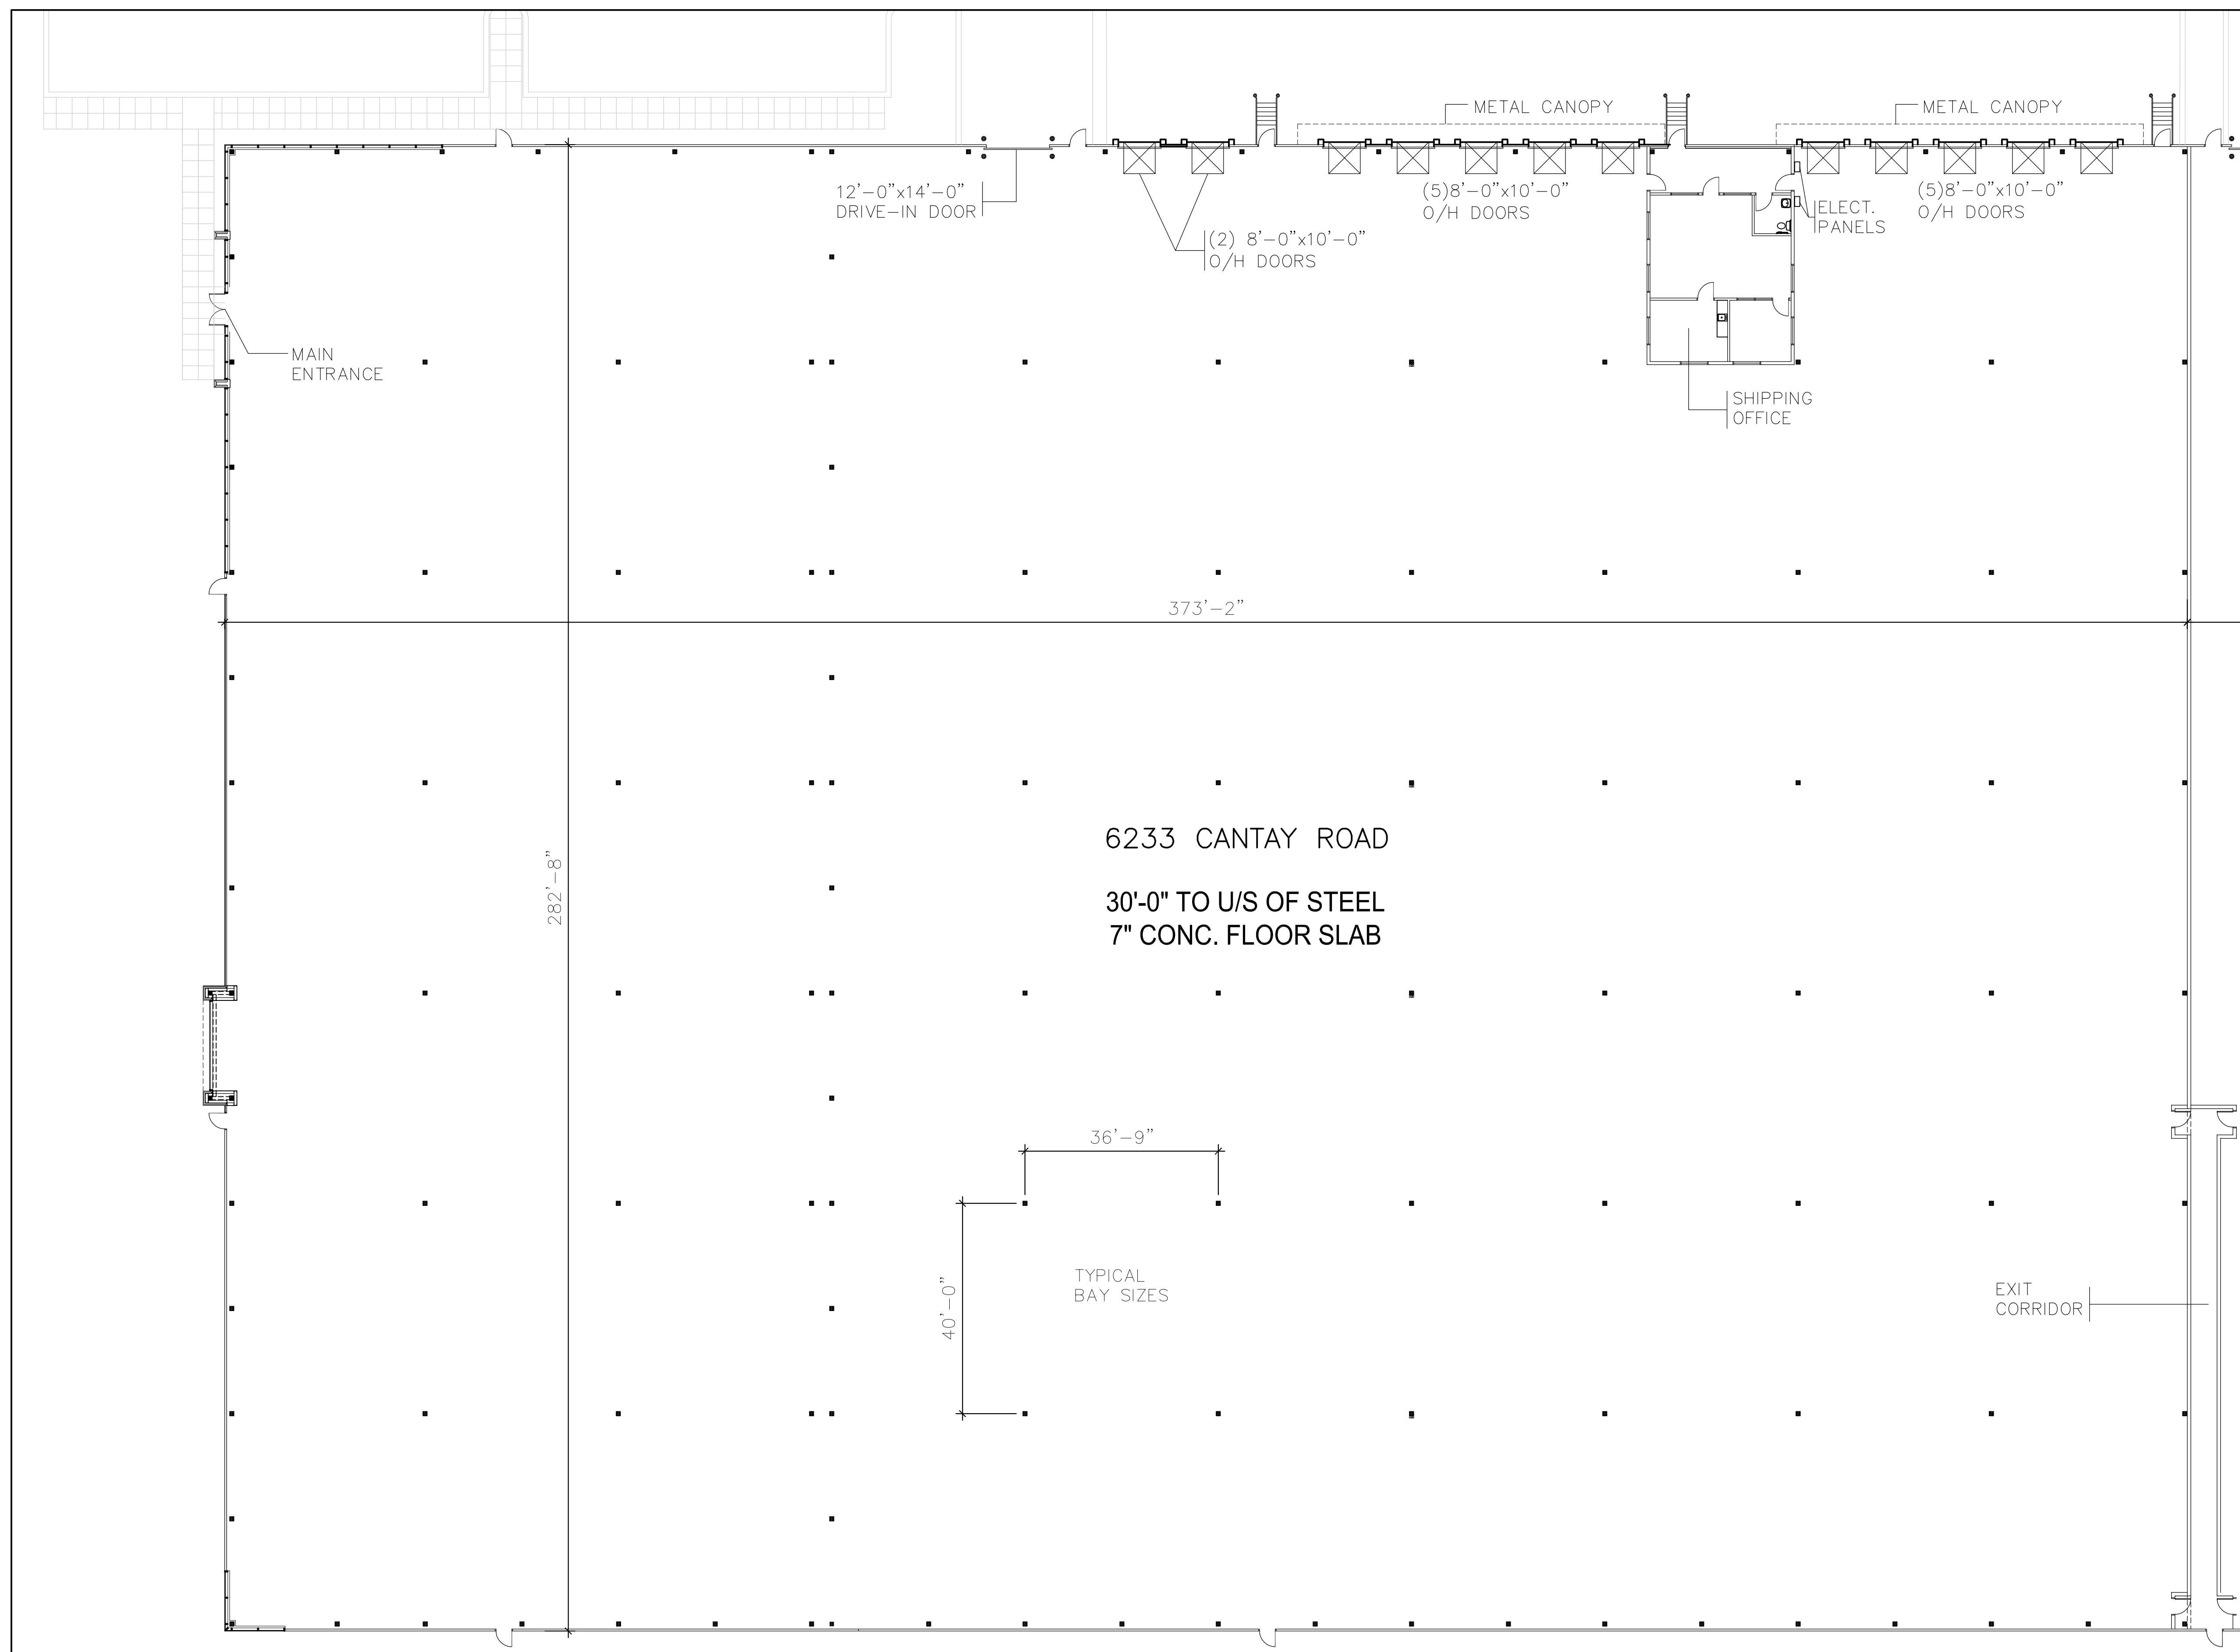 METAL CANOPY
METAL CANOPY
12'-0"x14'-0"
DRIVE-IN DOOR
(2) 8'-0"x10'-0"
O/H DOORS
(5)8'-0"x10'-0"
O/H DOORS
ELECT.
PANELS
(5)8'-0"x10'-0"
O/H DOORS
MAIN
ENTRANCE
SHIPPING
OFFICE
373'-2"
282'-8"
6233 CANTAY ROAD
30'-0" TO U/S OF STEEL
7" CONC. FLOOR SLAB
36'-9"
40'-0"
TYPICAL
BAY SIZES
EXIT
CORRIDOR